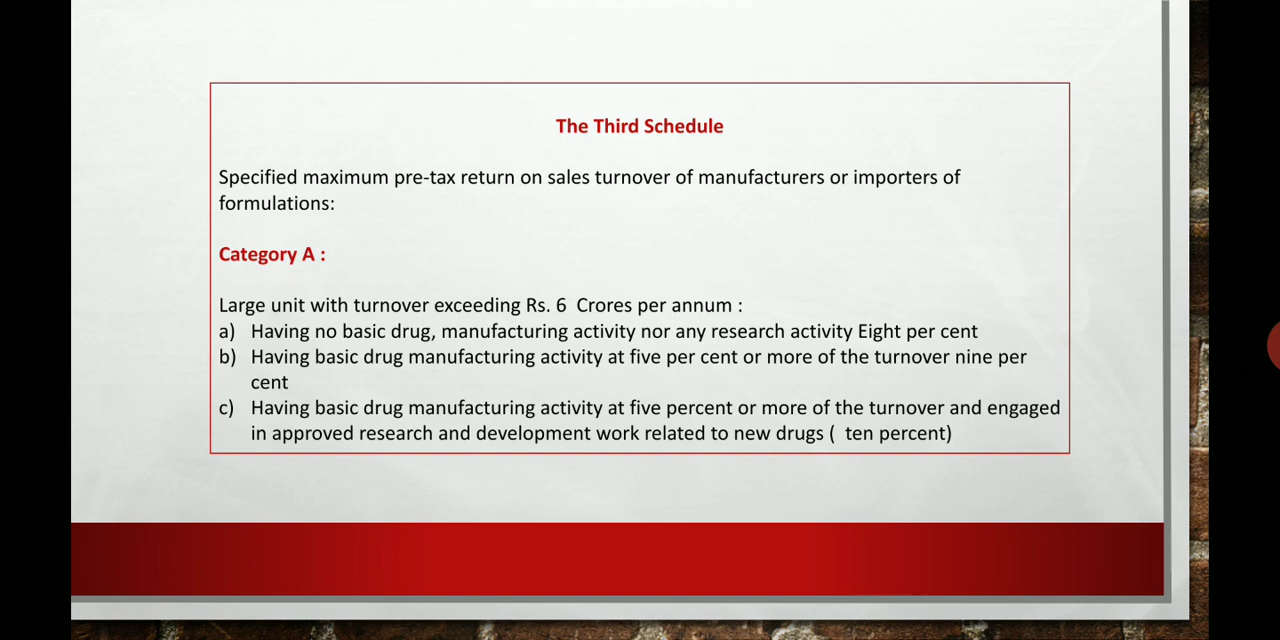 The Third Schedule
Specified maximum pre-tax return on sales turnover of manufacturers or importers of
formulations:
Category A :
Large unit with turnover exceeding Rs. 6  Crores per annum :
a) Having no basic drug, manufacturing activity nor any research activity Eight per cent
b) Having basic drug manufacturing activity at five per cent or more of the turnover nine per
cent
c) Having basic drug manufacturing activity at five percent or more of the turnover and engaged
in approved research and development work related to new drugs (  ten percent)